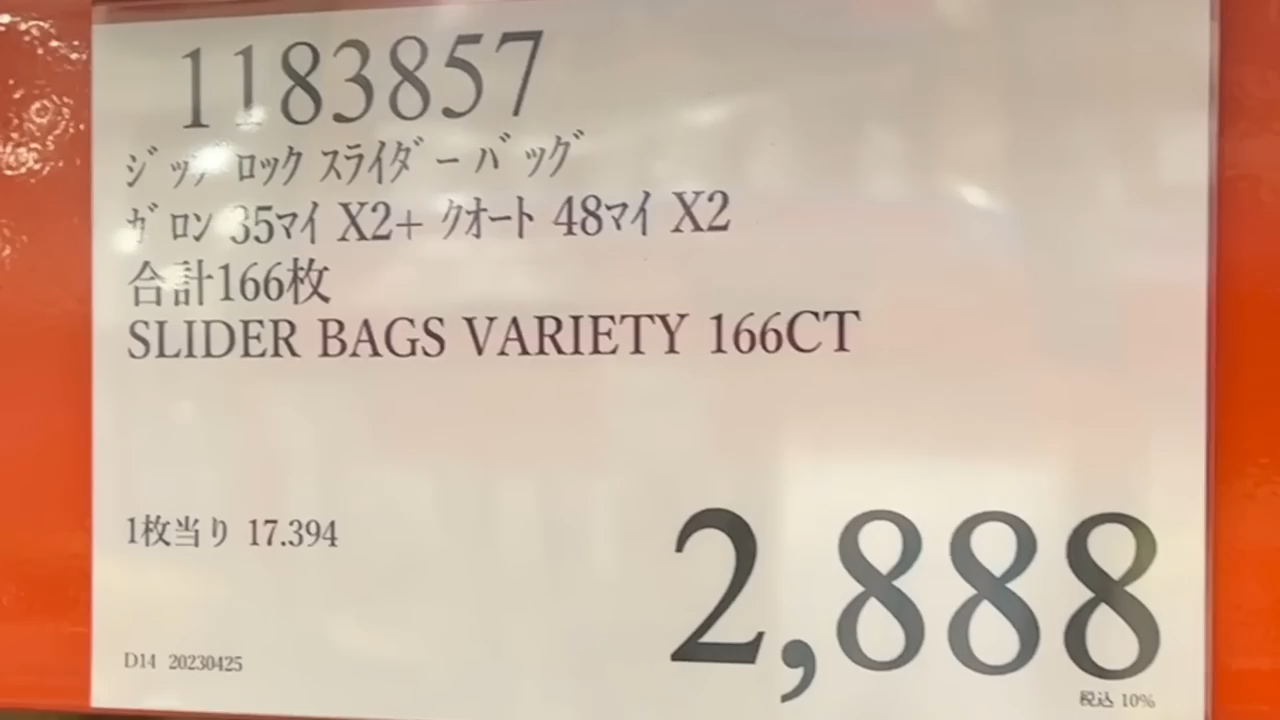 1183857
ｼﾞｯﾌﾟﾛｯｸ ｽﾗｲﾀﾞｰﾊﾞｯｸﾞ
ｶﾞﾛﾝ 35ﾏｲ X2+ ｸｵｰﾄ 48ﾏｲ X2
合計166枚
SLIDER BAGS VARIETY 166CT
1枚当り 17.394
2,888
D14 20230425
税込 10%